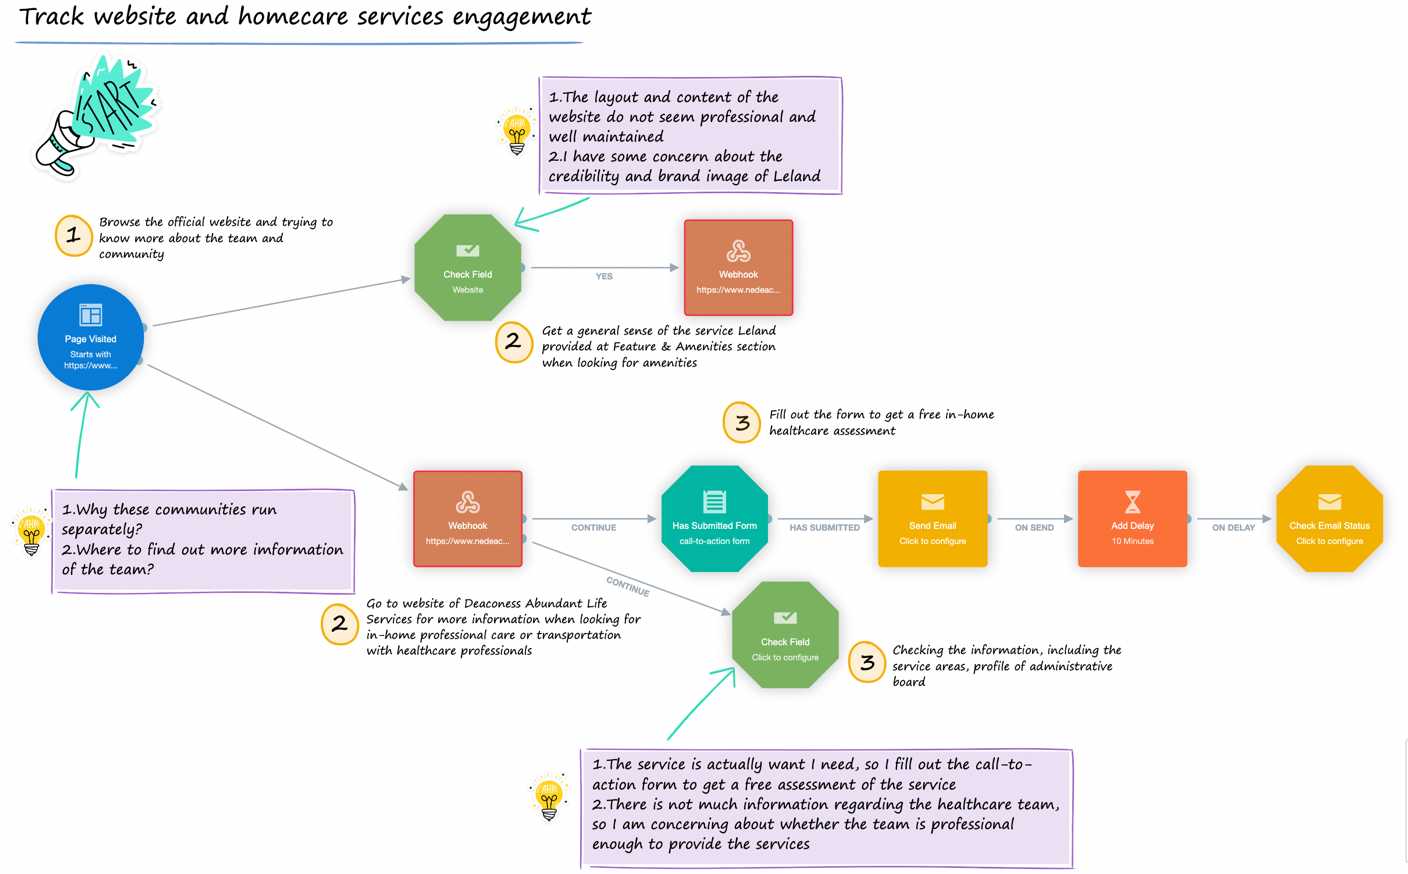 Track website and homecare services engagement
START
1.The layout and content of the
website do not seem professional and
well maintained
2.I have some concern about the
credibility and brand image of Leland
AHA!
1
Browse the official website and trying to
know more about the team and
community
Page Visited
Starts with
https://www...
Check Field
Website
YES
Webhook
https://www.nedeac...
2
Get a general sense of the service Leland
provided at Feature & Amenities section
when looking for amenities
3
Fill out the form to get a free in-home
healthcare assessment
AHA!
1.Why these communities run
separately?
2.Where to find out more imformation
of the team?
Webhook
https://www.nedeac...
CONTINUE
Has Submitted Form
call-to-action form
HAS SUBMITTED
Send Email
Click to configure
ON SEND
Add Delay
10 Minutes
ON DELAY
Check Email Status
Click to configure
CONTINUE
2
Go to website of Deaconess Abundant Life
Services for more information when looking for
in-home professional care or transportation
with healthcare professionals
Check Field
Click to configure
3
Checking the information, including the
service areas, profile of administrative
board
AHA!
1.The service is actually want I need, so I fill out the call-to-
action form to get a free assessment of the service
2.There is not much information regarding the healthcare team,
so I am concerning about whether the team is professional
enough to provide the services